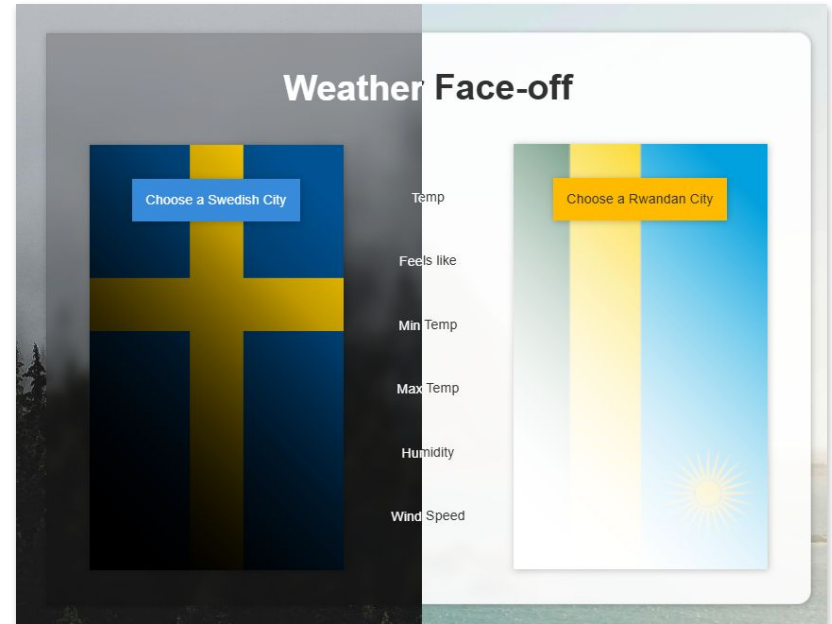 Weather Face-off
Choose a Swedish City
Choose a Rwandan City
Temp
Feels like
Min Temp
Max Temp
Humidity
Wind Speed